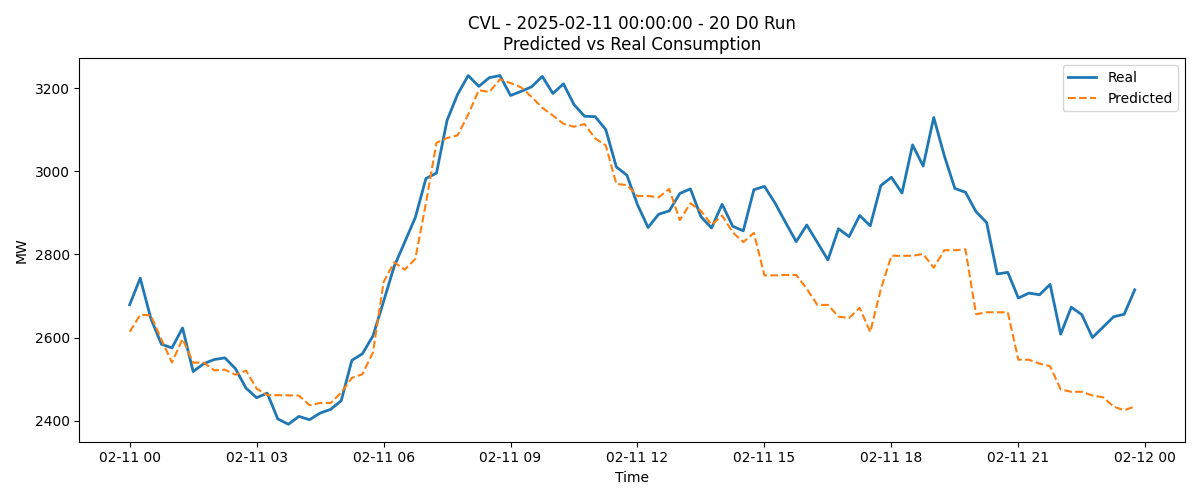 CVL - 2025-02-11 00:00:00 - 20 D0 Run
Predicted vs Real Consumption
Real
Predicted
MW
3200
3000
2800
2600
2400
02-11 00
02-11 03
02-11 06
02-11 09
02-11 12
02-11 15
02-11 18
02-11 21
02-12 00
Time